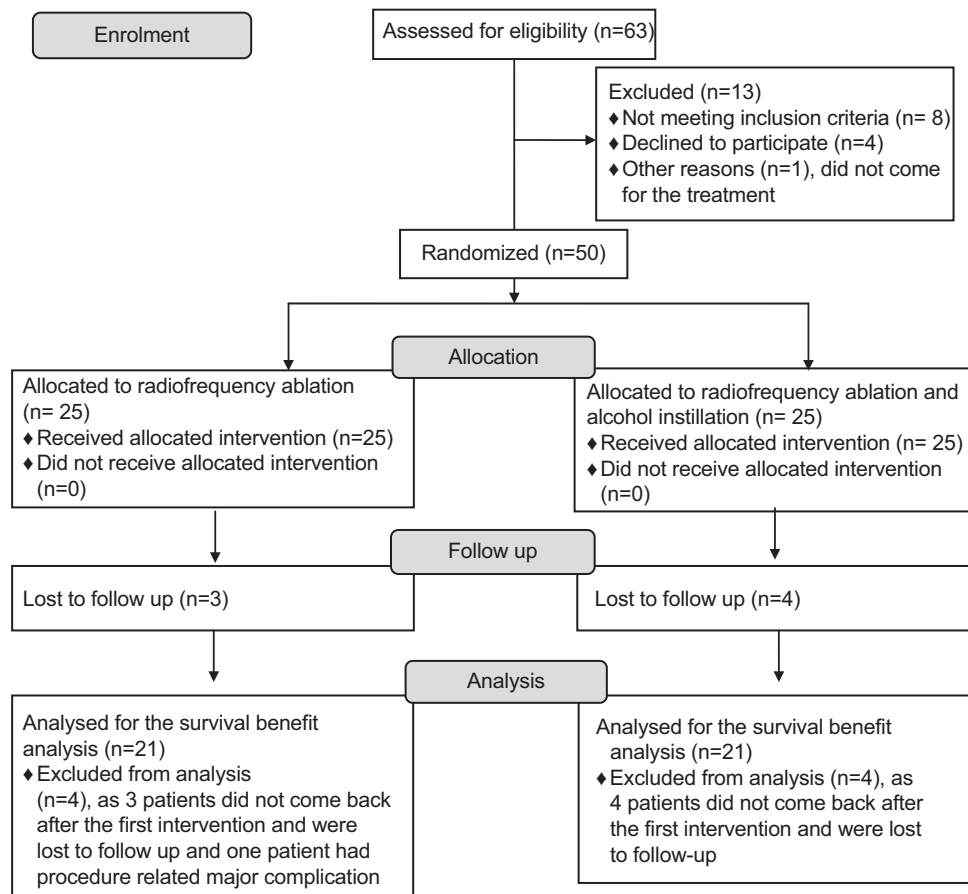 Enrolment
Assessed for eligibility (n=63)
Excluded (n=13)
♦Not meeting inclusion criteria (n= 8)
♦Declined to participate (n=4)
♦Other reasons (n=1), did not come
for the treatment
Randomized (n=50)
Allocation
Allocated to radiofrequency ablation
(n= 25)
♦Received allocated intervention (n=25)
♦Did not receive allocated intervention
(n=0)
Allocated to radiofrequency ablation and
alcohol instillation (n= 25)
♦Received allocated intervention (n= 25)
♦Did not receive allocated intervention
(n=0)
Follow up
Lost to follow up (n=3)
Lost to follow up (n=4)
Analysis
Analysed for the survival benefit
analysis (n=21)
♦Excluded from analysis
(n=4), as 3 patients did not come back
after the first intervention and were
lost to follow up and one patient had
procedure related major complication
Analysed for the survival benefit
analysis (n=21)
♦Excluded from analysis (n=4), as
4 patients did not come back after
the first intervention and were lost
to follow-up